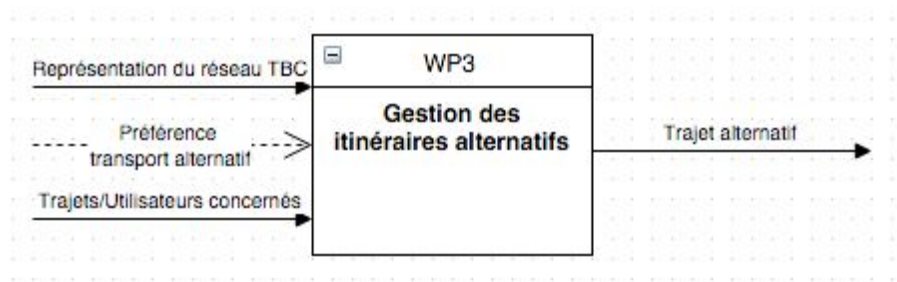 Représentation du réseau TBC
WP3
Gestion des
itinéraires alternatifs
Préférence
transport alternatif
Trajets/Utilisateurs concernés
Trajet alternatif